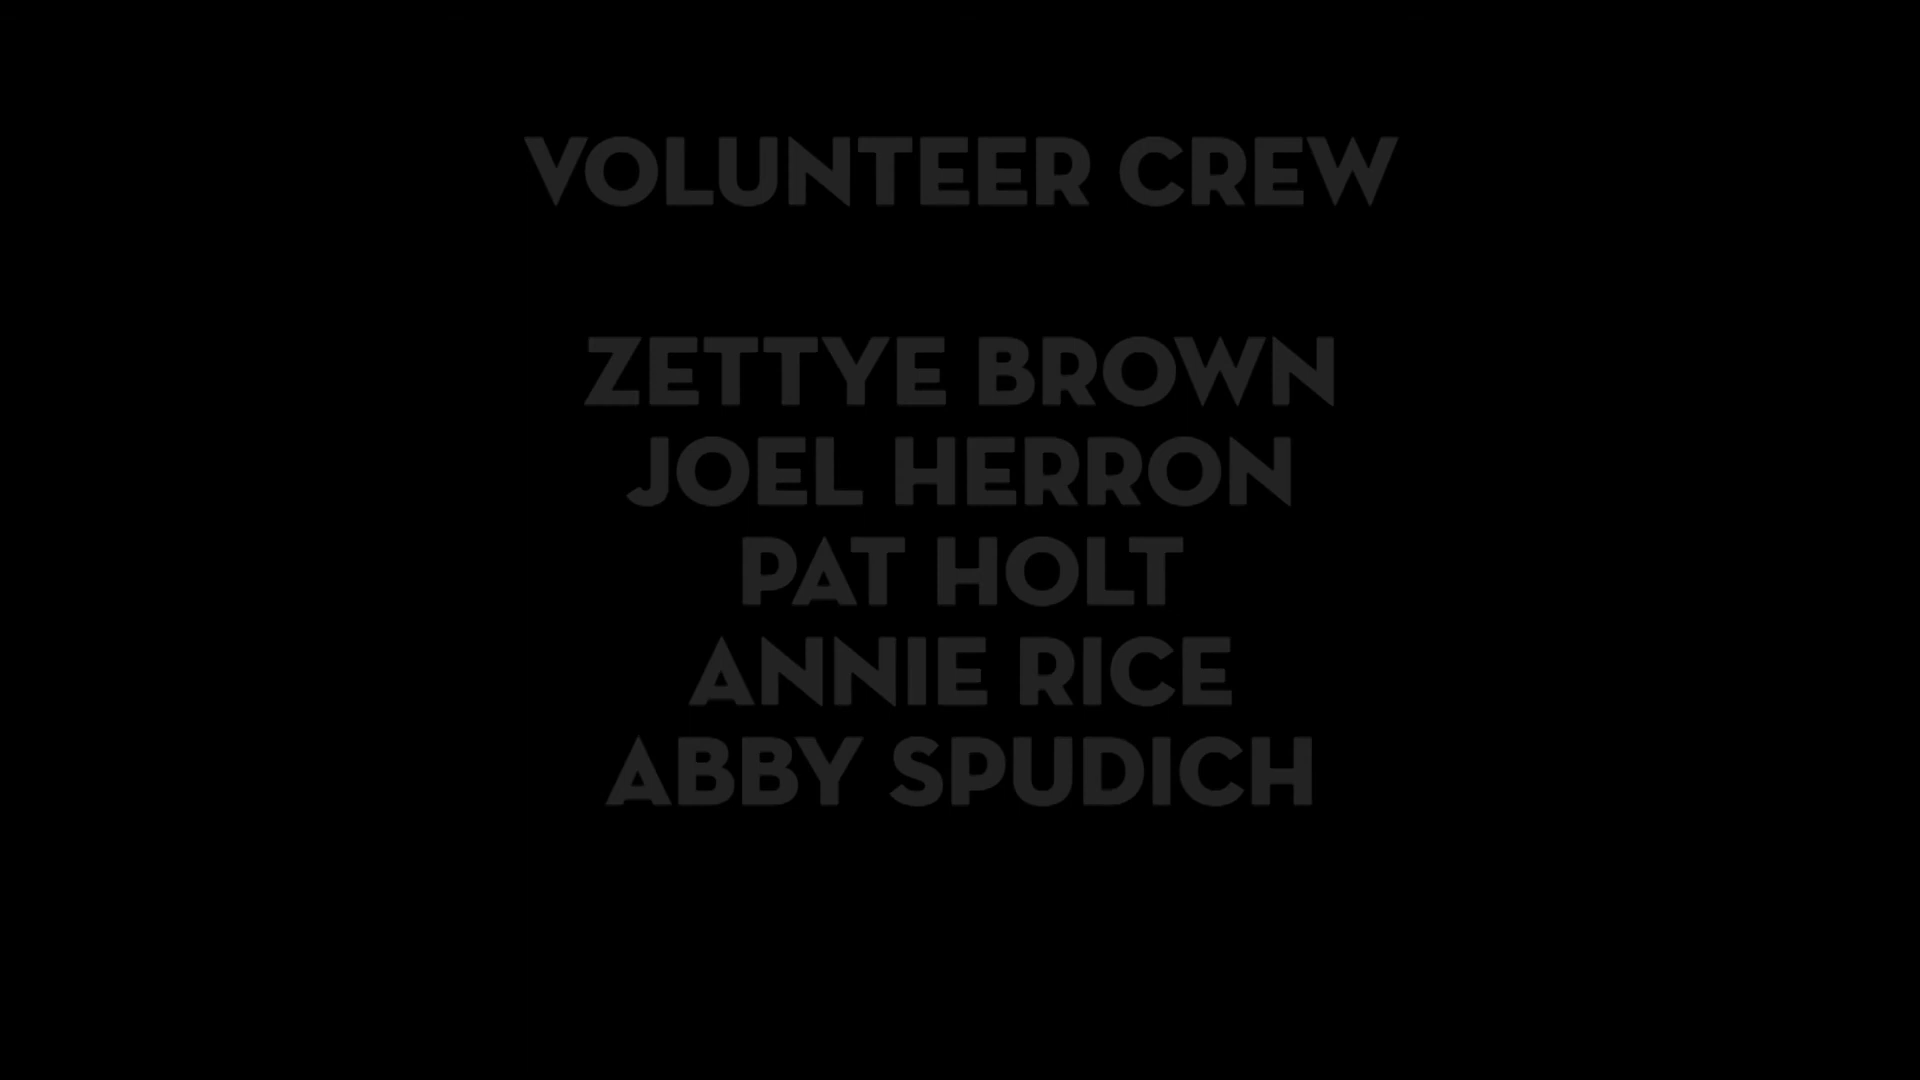 VOLUNTEER CREW
ZETTYE BROWN
JOEL HERRON
PAT HOLT
ANNIE RICE
ABBY SPUDICH